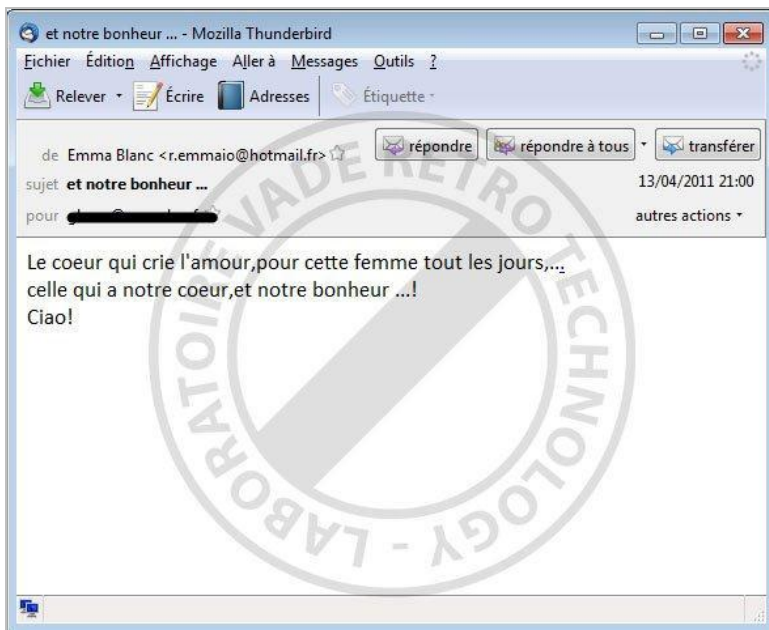 et notre bonheur ... - Mozilla Thunderbird
Fichier Édition Affichage Aller à Messages Outils ?
Relever Écrire Adresses Étiquette
de Emma Blanc <r.emmaio@hotmail.fr> répondre répondre à tous transférer
sujet et notre bonheur ... 13/04/2011 21:00
pour autres actions
Le coeur qui crie l'amour,pour cette femme tout les jours,...
celle qui a notre coeur,et notre bonheur ...!
Ciao!
LABORATOIRE VADE RETRO TECHNOLOGY -